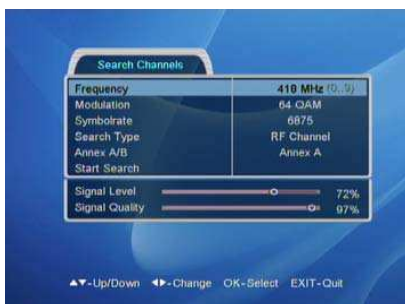 Search Channels
Frequency 410 MHz (0..9)
Modulation 64 QAM
Symbolrate 6875
Search Type RF Channel
Annex A/B Annex A
Start Search
Signal Level 72%
Signal Quality 97%
▲▼-Up/Down ◀▶-Change OK-Select EXIT-Quit